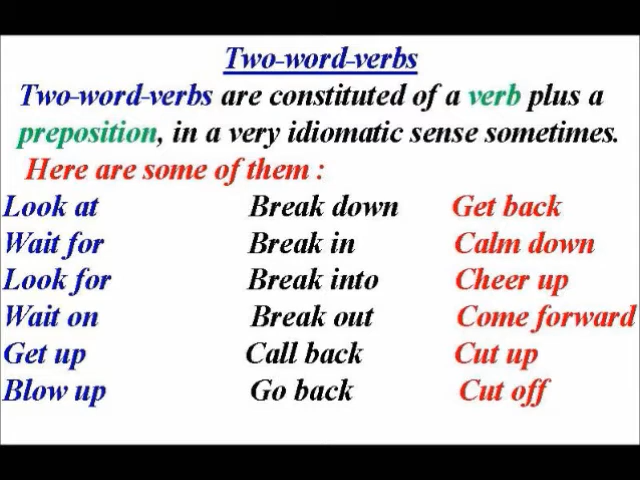 Two-word-verbs
Two-word-verbs are constituted of a verb plus a
preposition, in a very idiomatic sense sometimes.
Here are some of them :
Look at Break down Get back
Wait for Break in Calm down
Look for Break into Cheer up
Wait on Break out Come forward
Get up Call back Cut up
Blow up Go back Cut off